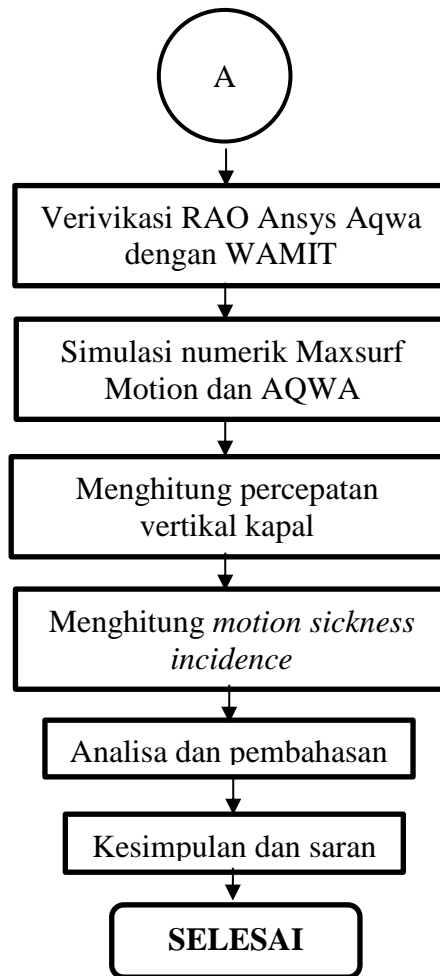 A
Verivikasi RAO Ansys Aqwa
dengan WAMIT
Simulasi numerik Maxsurf
Motion dan AQWA
Menghitung percepatan
vertikal kapal
Menghitung motion sickness
incidence
Analisa dan pembahasan
Kesimpulan dan saran
SELESAI